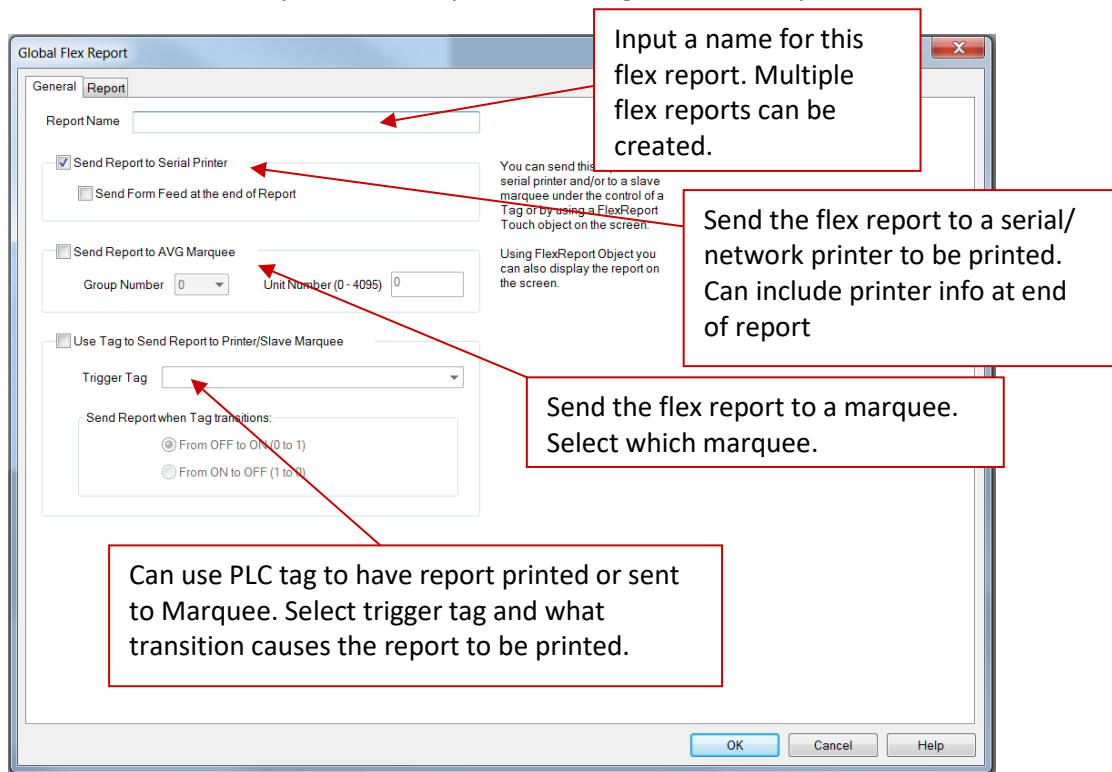 Global Flex Report
X
Input a name for this
flex report. Multiple
flex reports can be
created.
General Report
Report Name
Send Report to Serial Printer
Send Form Feed at the end of Report
You can send this
serial printer and/or to a slave
marquee under the control of a
Tag or by using a FlexReport
Touch object on the screen.
Using FlexReport Object you
can also display the report on
the screen.
Send the flex report to a serial/
network printer to be printed.
Can include printer info at end
of report
Send Report to AVG Marquee
Group Number 0 Unit Number (0 - 4095) 0
Use Tag to Send Report to Printer/Slave Marquee
Trigger Tag
Send Report when Tag transitions:
From OFF to ON (0 to 1)
From ON to OFF (1 to 0)
Send the flex report to a marquee.
Select which marquee.
Can use PLC tag to have report printed or sent
to Marquee. Select trigger tag and what
transition causes the report to be printed.
OK Cancel Help